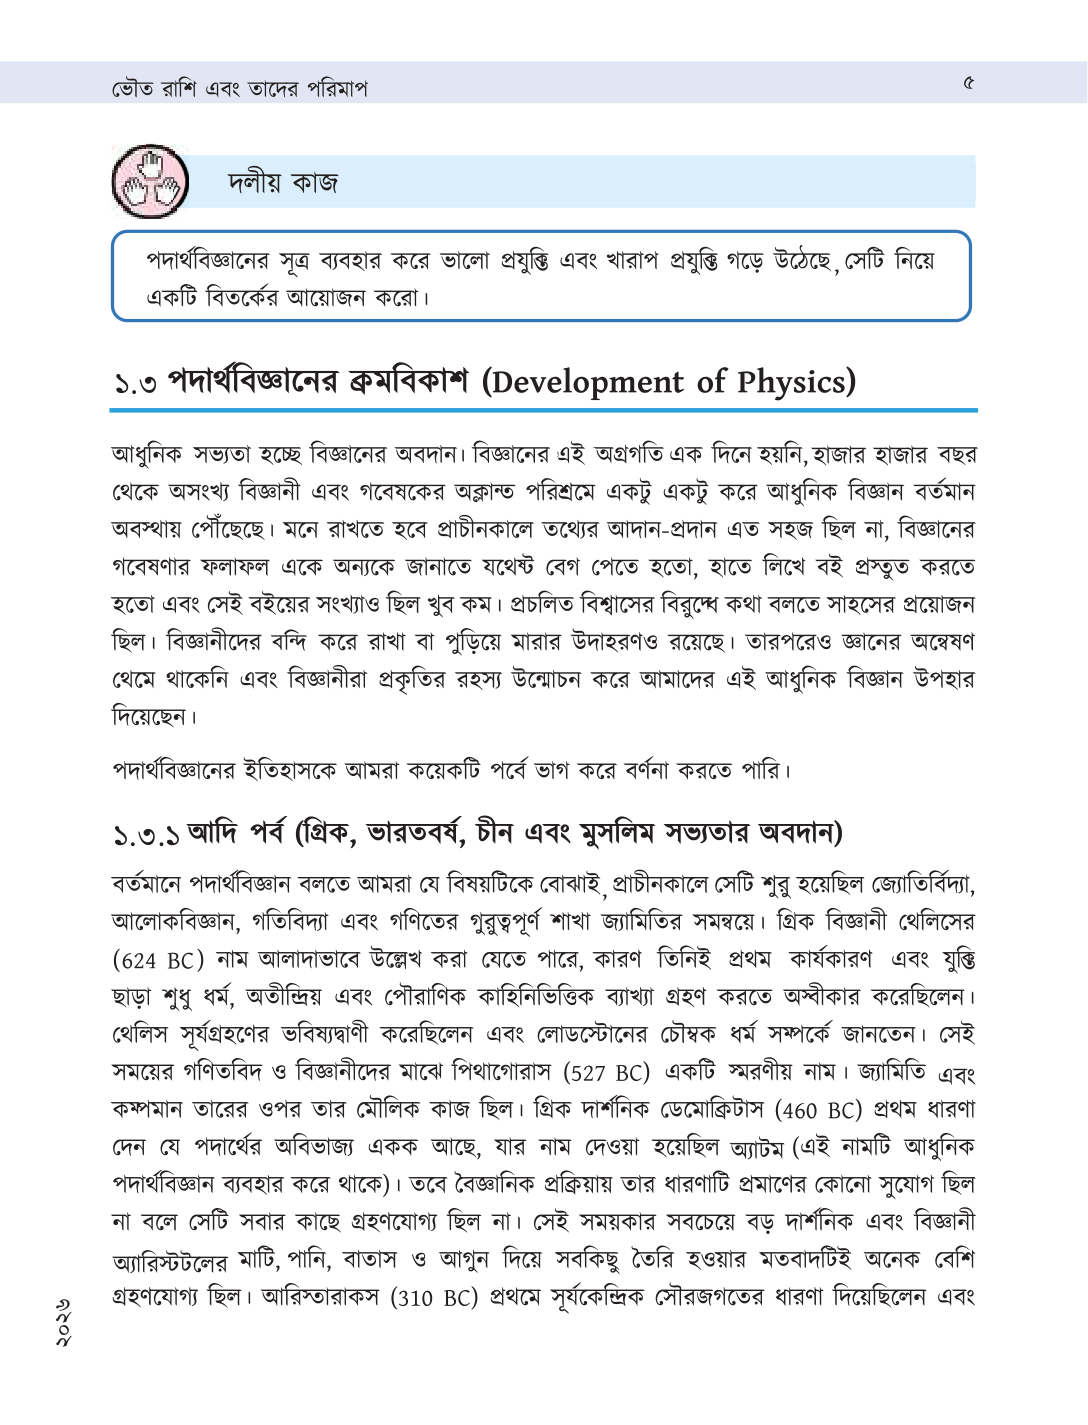 ভৌত রাশি এবং তাদের পরিমাপ ৫
দলীয় কাজ
পদার্থবিজ্ঞানের সূত্র ব্যবহার করে ভালো প্রযুক্তি এবং খারাপ প্রযুক্তি গড়ে উঠেছে, সেটি নিয়ে
একটি বিতর্কের আয়োজন করো।
১.৩ পদার্থবিজ্ঞানের ক্রমবিকাশ (Development of Physics)
আধুনিক সভ্যতা হচ্ছে বিজ্ঞানের অবদান। বিজ্ঞানের এই অগ্রগতি এক দিনে হয়নি, হাজার হাজার বছর
থেকে অসংখ্য বিজ্ঞানী এবং গবেষকের অক্লান্ত পরিশ্রমে একটু একটু করে আধুনিক বিজ্ঞান বর্তমান
অবস্থায় পৌঁছেছে। মনে রাখতে হবে প্রাচীনকালে তথ্যের আদান-প্রদান এত সহজ ছিল না, বিজ্ঞানের
গবেষণার ফলাফল একে অন্যকে জানাতে যথেষ্ট বেগ পেতে হতো, হাতে লিখে বই প্রস্তুত করতে
হতো এবং সেই বইয়ের সংখ্যাও ছিল খুব কম। প্রচলিত বিশ্বাসের বিরুদ্ধে কথা বলতে সাহসের প্রয়োজন
ছিল। বিজ্ঞানীদের বন্দি করে রাখা বা পুড়িয়ে মারার উদাহরণও রয়েছে। তারপরেও জ্ঞানের অন্বেষণ
থেমে থাকেনি এবং বিজ্ঞানীরা প্রকৃতির রহস্য উন্মোচন করে আমাদের এই আধুনিক বিজ্ঞান উপহার
দিয়েছেন।
পদার্থবিজ্ঞানের ইতিহাসকে আমরা কয়েকটি পর্বে ভাগ করে বর্ণনা করতে পারি।
১.৩.১ আদি পর্ব (গ্রিক, ভারতবর্ষ, চীন এবং মুসলিম সভ্যতার অবদান)
বর্তমানে পদার্থবিজ্ঞান বলতে আমরা যে বিষয়টিকে বোঝাই, প্রাচীনকালে সেটি শুরু হয়েছিল জ্যোতির্বিদ্যা,
আলোকবিজ্ঞান, গতিবিদ্যা এবং গণিতের গুরুত্বপূর্ণ শাখা জ্যামিতির সমন্বয়ে। গ্রিক বিজ্ঞানী থেলিসের
(624 BC) নাম আলাদাভাবে উল্লেখ করা যেতে পারে, কারণ তিনিই প্রথম কার্যকারণ এবং যুক্তি
ছাড়া শুধু ধর্ম, অতীন্দ্রিয় এবং পৌরাণিক কাহিনিভিত্তিক ব্যাখ্যা গ্রহণ করতে অস্বীকার করেছিলেন।
থেলিস সূর্যগ্রহণের ভবিষ্যদ্বাণী করেছিলেন এবং লোডস্টোনের চৌম্বক ধর্ম সম্পর্কে জানতেন। সেই
সময়ের গণিতবিদ ও বিজ্ঞানীদের মাঝে পিথাগোরাস (527 BC) একটি স্মরণীয় নাম। জ্যামিতি এবং
কম্পমান তারের ওপর তার মৌলিক কাজ ছিল। গ্রিক দার্শনিক ডেমোক্রিটাস (460 BC) প্রথম ধারণা
দেন যে পদার্থের অবিভাজ্য একক আছে, যার নাম দেওয়া হয়েছিল অ্যাটম (এই নামটি আধুনিক
পদার্থবিজ্ঞান ব্যবহার করে থাকে)। তবে বৈজ্ঞানিক প্রক্রিয়ায় তার ধারণাটি প্রমাণের কোনো সুযোগ ছিল
না বলে সেটি সবার কাছে গ্রহণযোগ্য ছিল না। সেই সময়কার সবচেয়ে বড় দার্শনিক এবং বিজ্ঞানী
অ্যারিস্টটলের মাটি, পানি, বাতাস ও আগুন দিয়ে সবকিছু তৈরি হওয়ার মতবাদটিই অনেক বেশি
গ্রহণযোগ্য ছিল। আরিস্তারাকস (310 BC) প্রথমে সূর্যকেন্দ্রিক সৌরজগতের ধারণা দিয়েছিলেন এবং
২০২৬